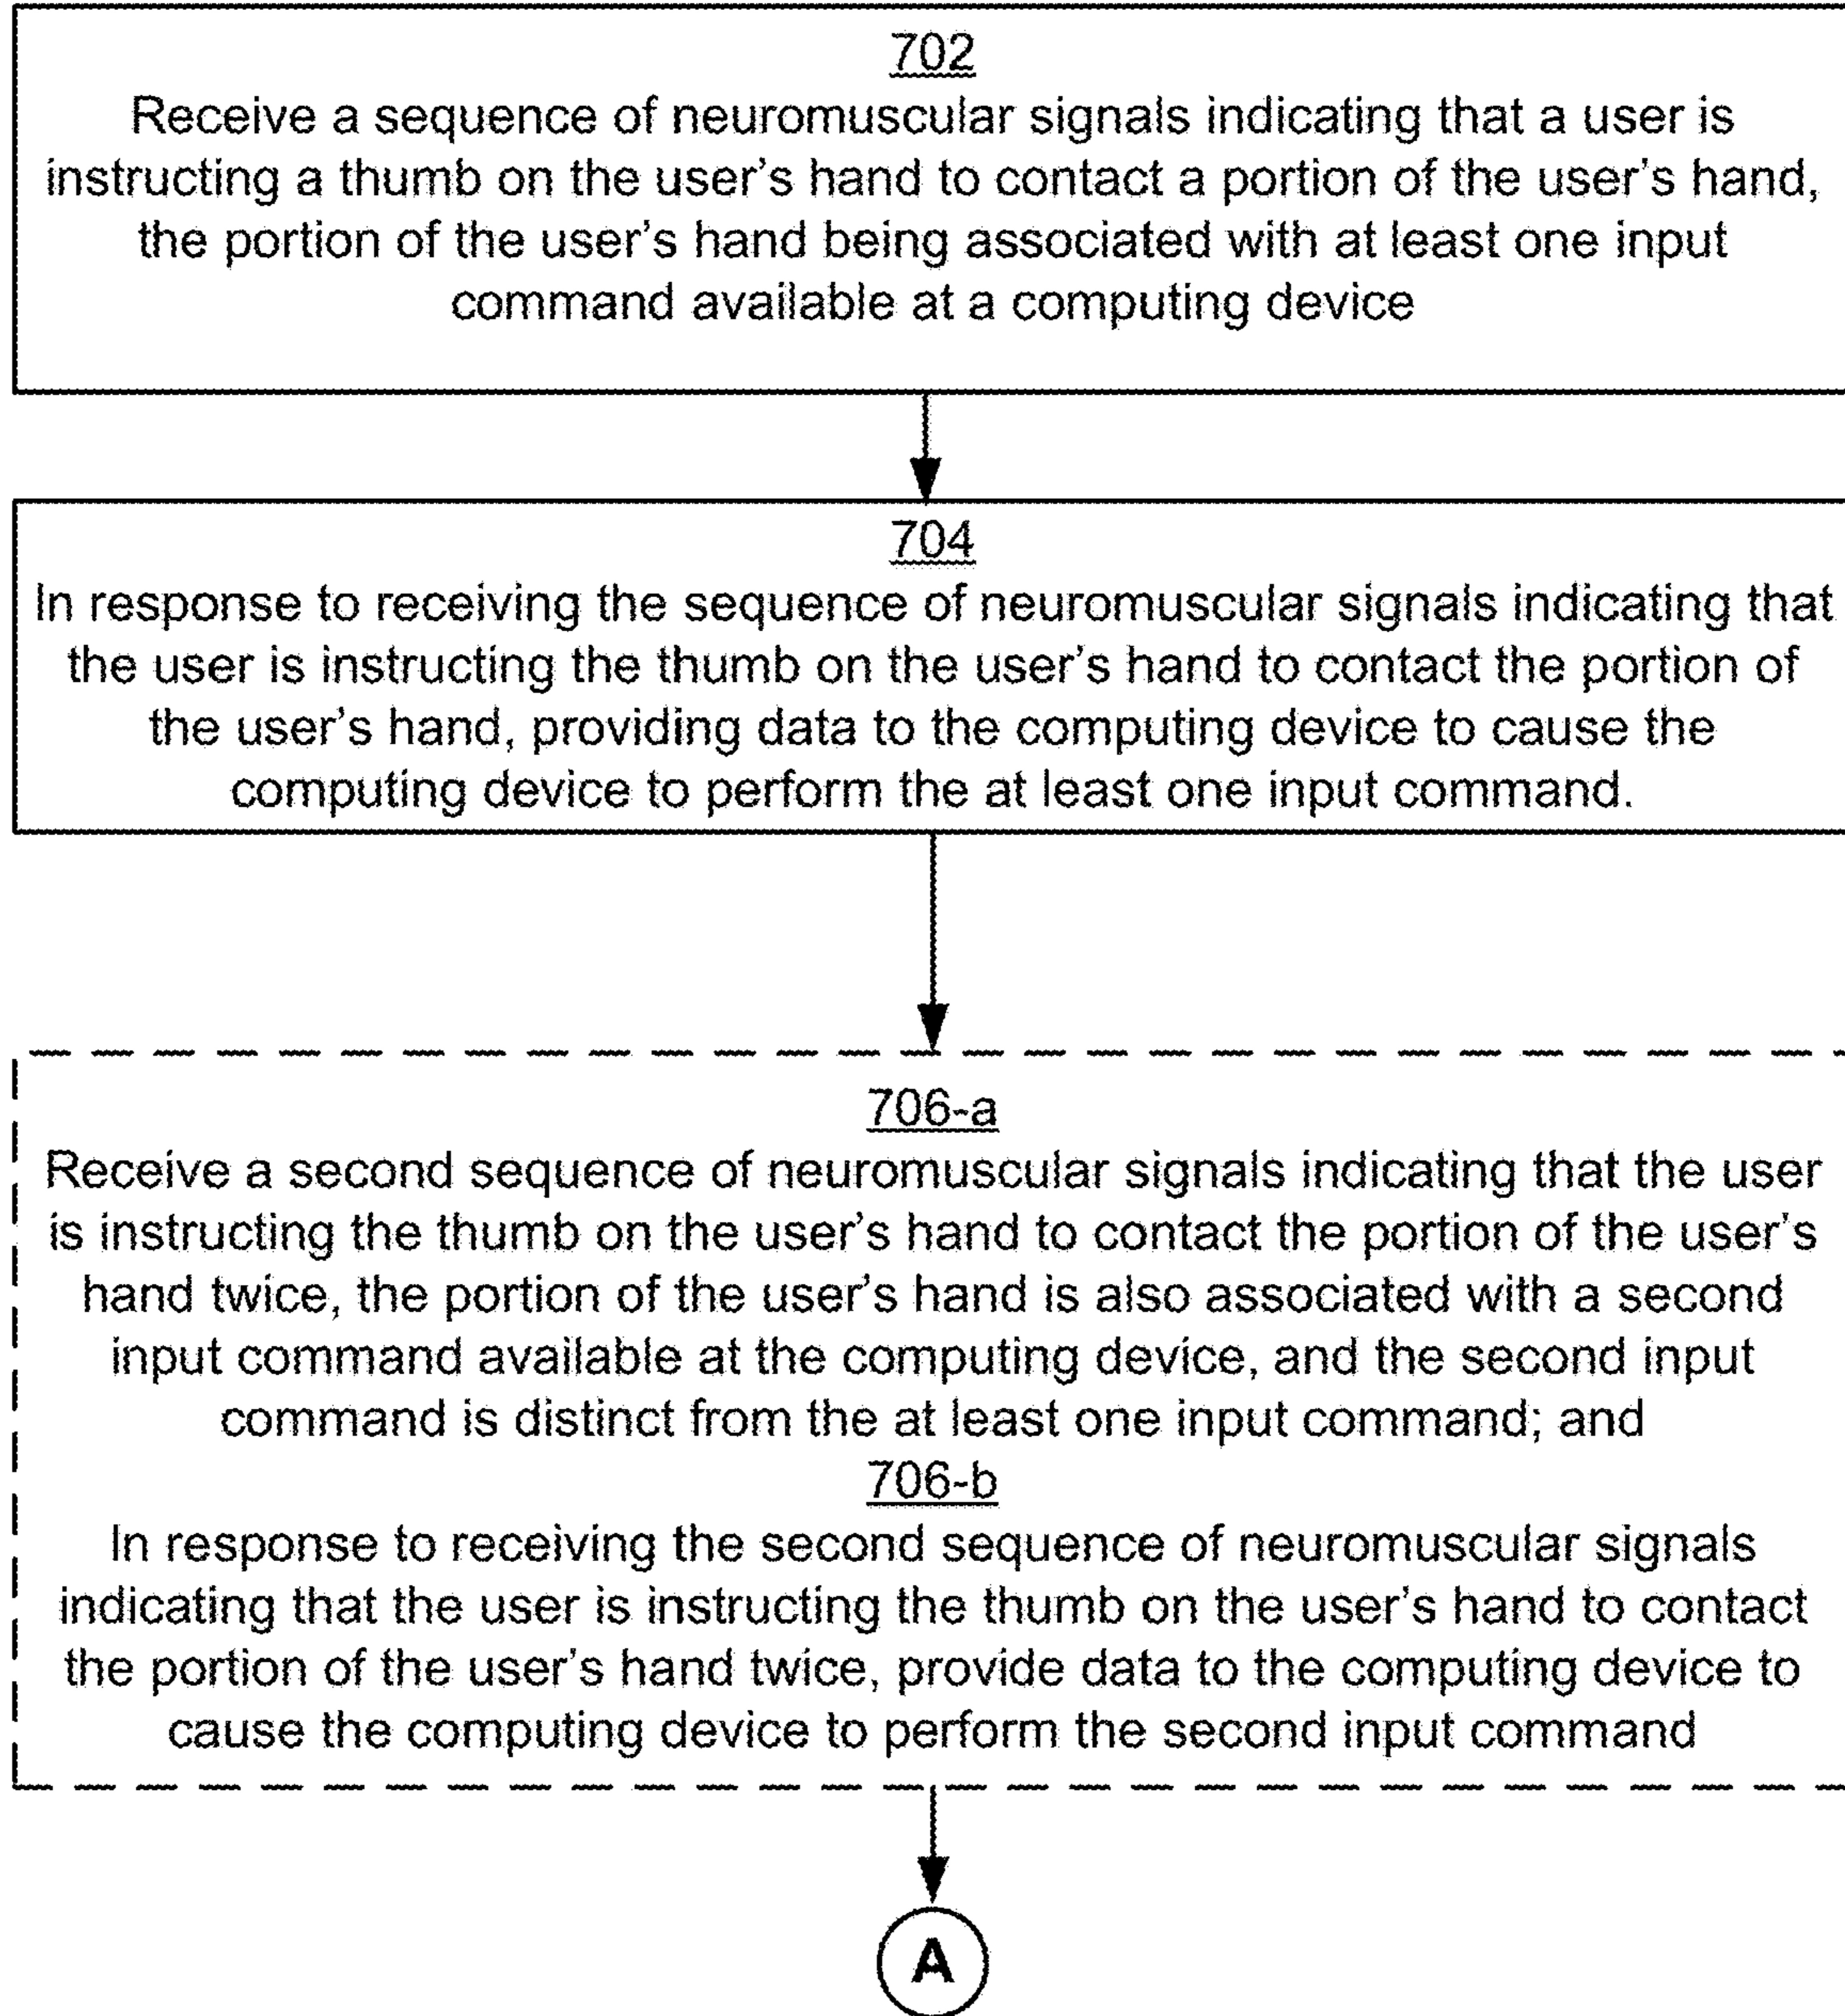 702
Receive a sequence of neuromuscular signals indicating that a user is
instructing a thumb on the user's hand to contact a portion of the user's hand,
the portion of the user's hand being associated with at least one input
command available at a computing device
704
In response to receiving the sequence of neuromuscular signals indicating that
the user is instructing the thumb on the user's hand to contact the portion of
the user's hand, providing data to the computing device to cause the
computing device to perform the at least one input command.
706-a
Receive a second sequence of neuromuscular signals indicating that the user
is instructing the thumb on the user's hand to contact the portion of the user's
hand twice, the portion of the user's hand is also associated with a second
input command available at the computing device, and the second input
command is distinct from the at least one input command; and
706-b
In response to receiving the second sequence of neuromuscular signals
indicating that the user is instructing the thumb on the user's hand to contact
the portion of the user's hand twice, provide data to the computing device to
cause the computing device to perform the second input command
A